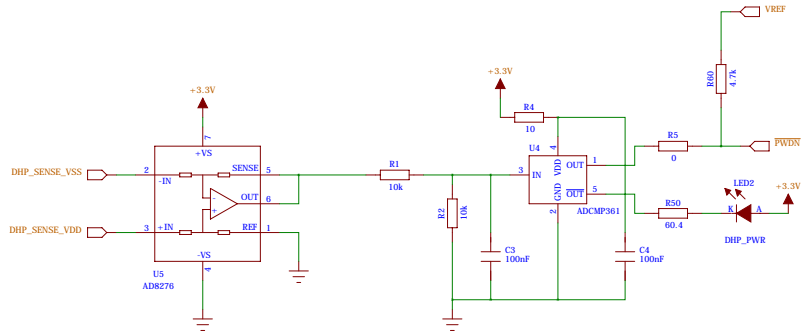 VREF
R60
4.7k
+3.3V
+3.3V
R4
10
7
+VS
U4
4
VDD
R5
0
PWDN
DHP_SENSE_VSS
2
-IN
SENSE
5
R1
10k
3
IN
OUT
1
OUT
5
GND
2
ADCMP361
LED2
+3.3V
-
+
OUT
6
R2
10k
R50
60.4
K
A
DHP_SENSE_VDD
3
+IN
REF
1
DHP_PWR
-VS
4
C3
100nF
C4
100nF
U5
AD8276